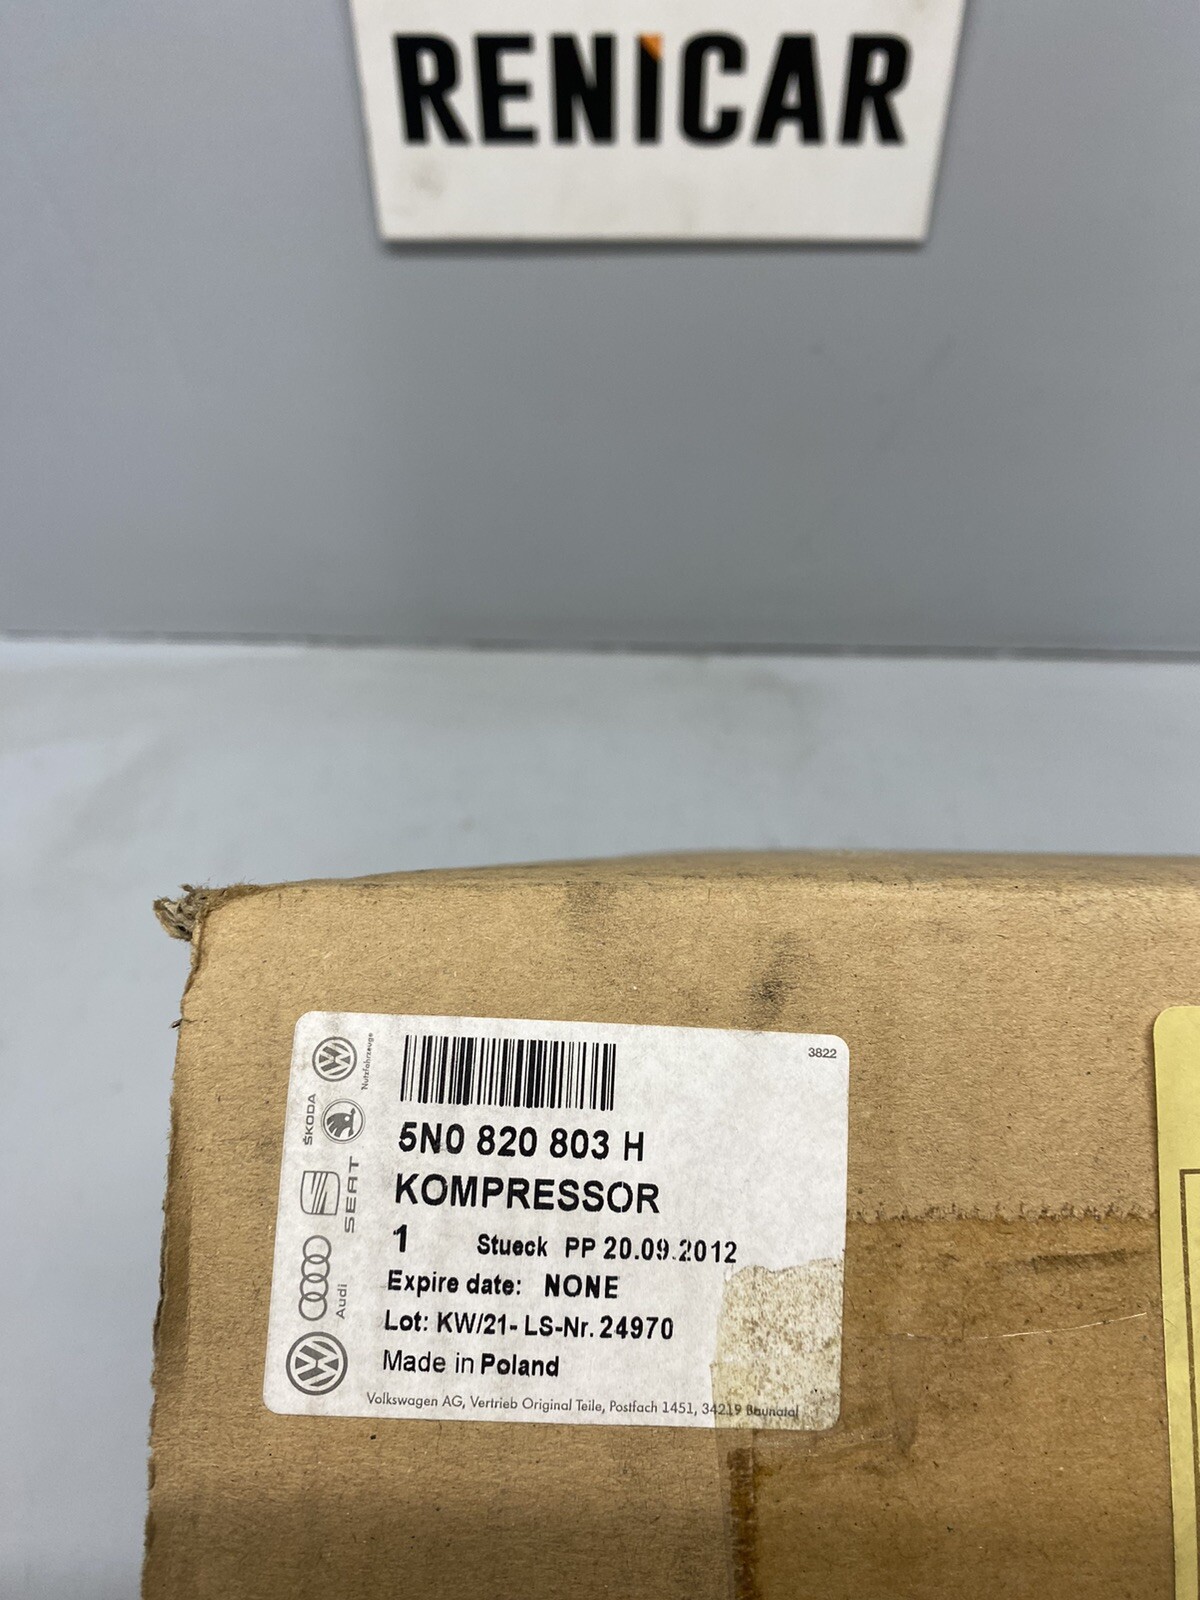 RENICAR
3822
Nutzfahrzeuge
ŠKODA
SEAT
Audi
5N0 820 803 H
KOMPRESSOR
1 Stueck PP 20.09.2012
Expire date: NONE
Lot: KW/21- LS-Nr. 24970
Made in Poland
Volkswagen AG, Vertrieb Original Teile, Postfach 1451, 34219 Baunatal